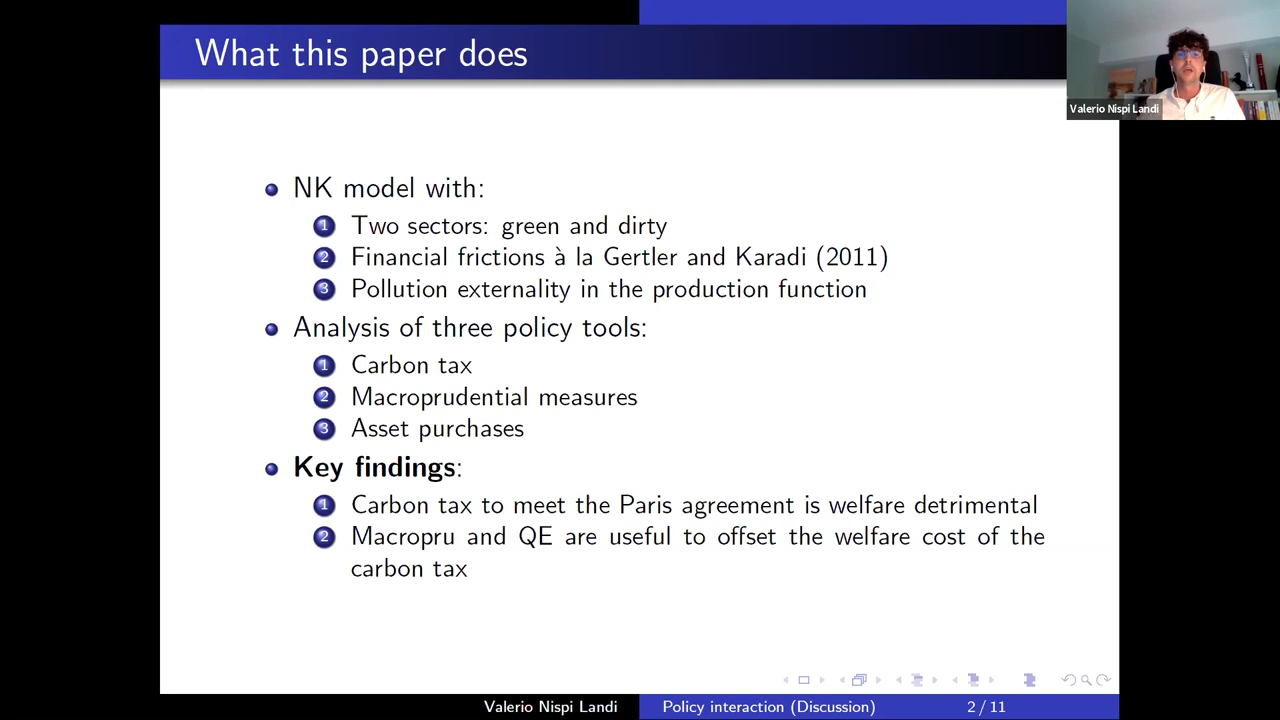 What this paper does
Valerio Nispi Landi
NK model with:
1 Two sectors: green and dirty
2 Financial frictions à la Gertler and Karadi (2011)
3 Pollution externality in the production function
Analysis of three policy tools:
1 Carbon tax
2 Macroprudential measures
3 Asset purchases
Key findings:
1 Carbon tax to meet the Paris agreement is welfare detrimental
2 Macropru and QE are useful to offset the welfare cost of the
carbon tax
Valerio Nispi Landi Policy interaction (Discussion) 2 / 11